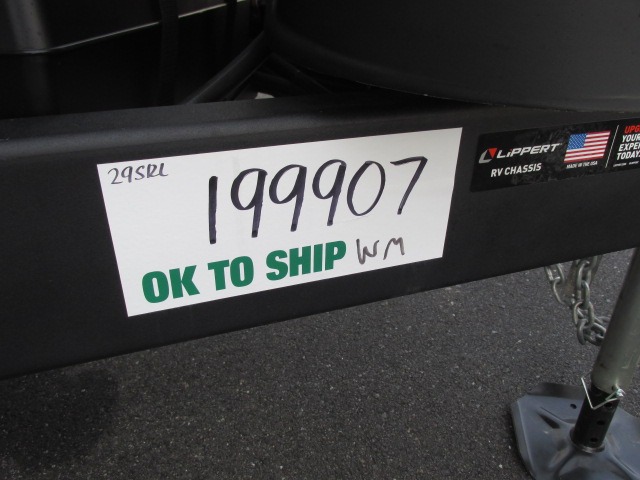 29SRL
199907
OK TO SHIP WM
LiPPERT
RV CHASSIS
MADE IN THE USA
UPG
YOUR
EXPE
TODAY